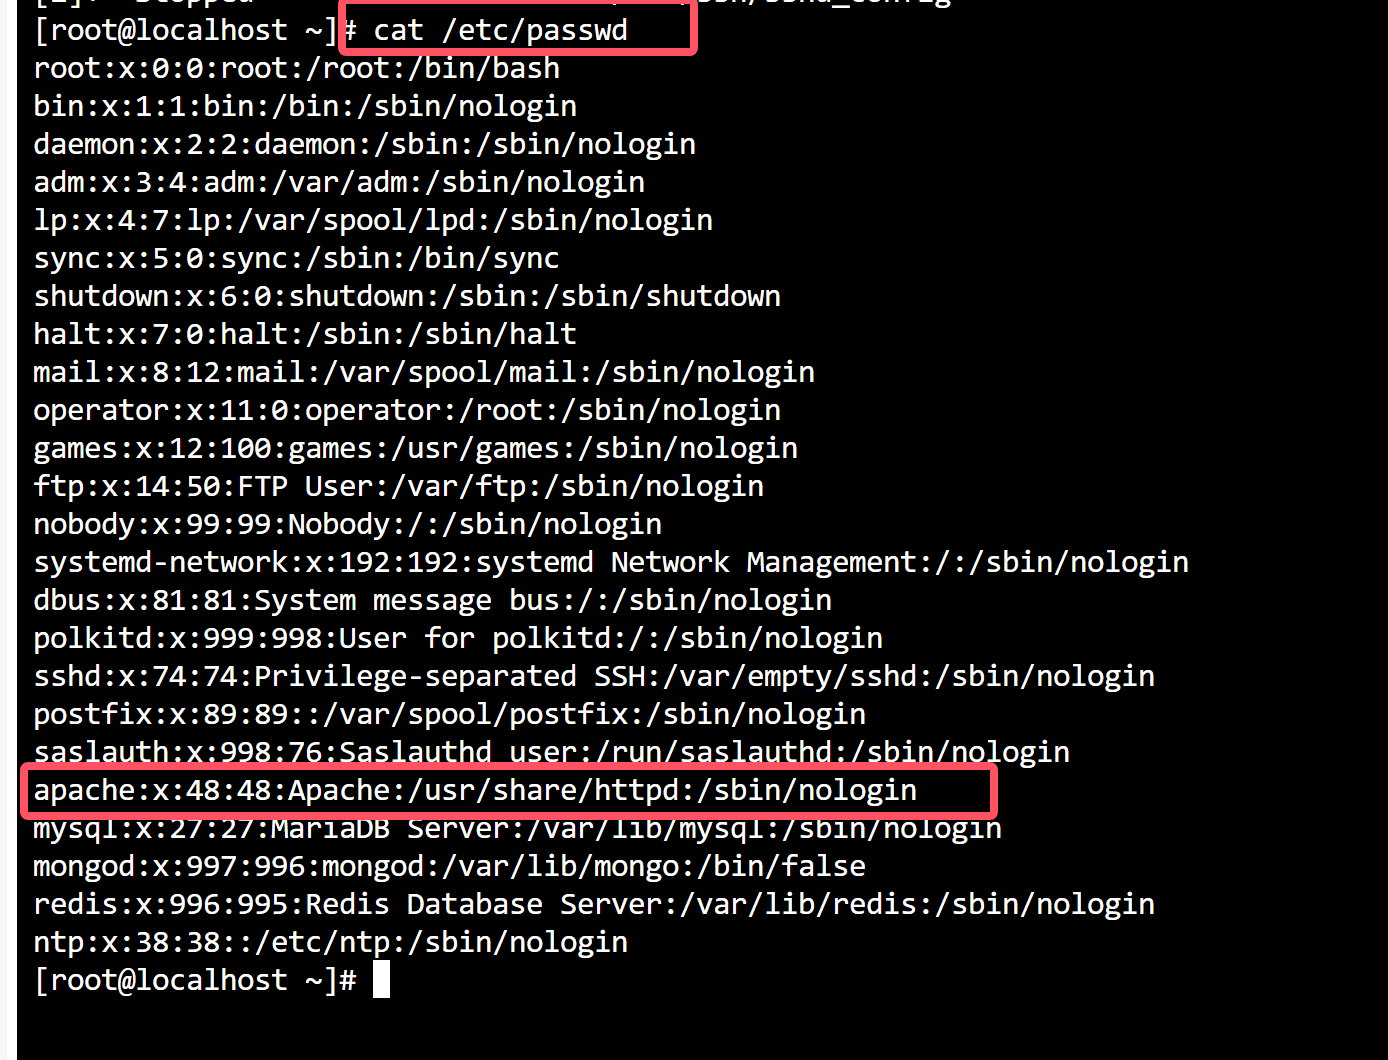 [root@localhost ~]# cat /etc/passwd
root:x:0:0:root:/root:/bin/bash
bin:x:1:1:bin:/bin:/sbin/nologin
daemon:x:2:2:daemon:/sbin:/sbin/nologin
adm:x:3:4:adm:/var/adm:/sbin/nologin
lp:x:4:7:lp:/var/spool/lpd:/sbin/nologin
sync:x:5:0:sync:/sbin:/bin/sync
shutdown:x:6:0:shutdown:/sbin:/sbin/shutdown
halt:x:7:0:halt:/sbin:/sbin/halt
mail:x:8:12:mail:/var/spool/mail:/sbin/nologin
operator:x:11:0:operator:/root:/sbin/nologin
games:x:12:100:games:/usr/games:/sbin/nologin
ftp:x:14:50:FTP User:/var/ftp:/sbin/nologin
nobody:x:99:99:Nobody:/:/sbin/nologin
systemd-network:x:192:192:systemd Network Management:/:/sbin/nologin
dbus:x:81:81:System message bus:/:/sbin/nologin
polkitd:x:999:998:User for polkitd:/:/sbin/nologin
sshd:x:74:74:Privilege-separated SSH:/var/empty/sshd:/sbin/nologin
postfix:x:89:89::/var/spool/postfix:/sbin/nologin
saslauth:x:998:76:Saslauthd user:/run/saslauthd:/sbin/nologin
apache:x:48:48:Apache:/usr/share/httpd:/sbin/nologin
mysql:x:27:27:MariaDB Server:/var/lib/mysql:/sbin/nologin
mongod:x:997:996:mongod:/var/lib/mongo:/bin/false
redis:x:996:995:Redis Database Server:/var/lib/redis:/sbin/nologin
ntp:x:38:38::/etc/ntp:/sbin/nologin
[root@localhost ~]#